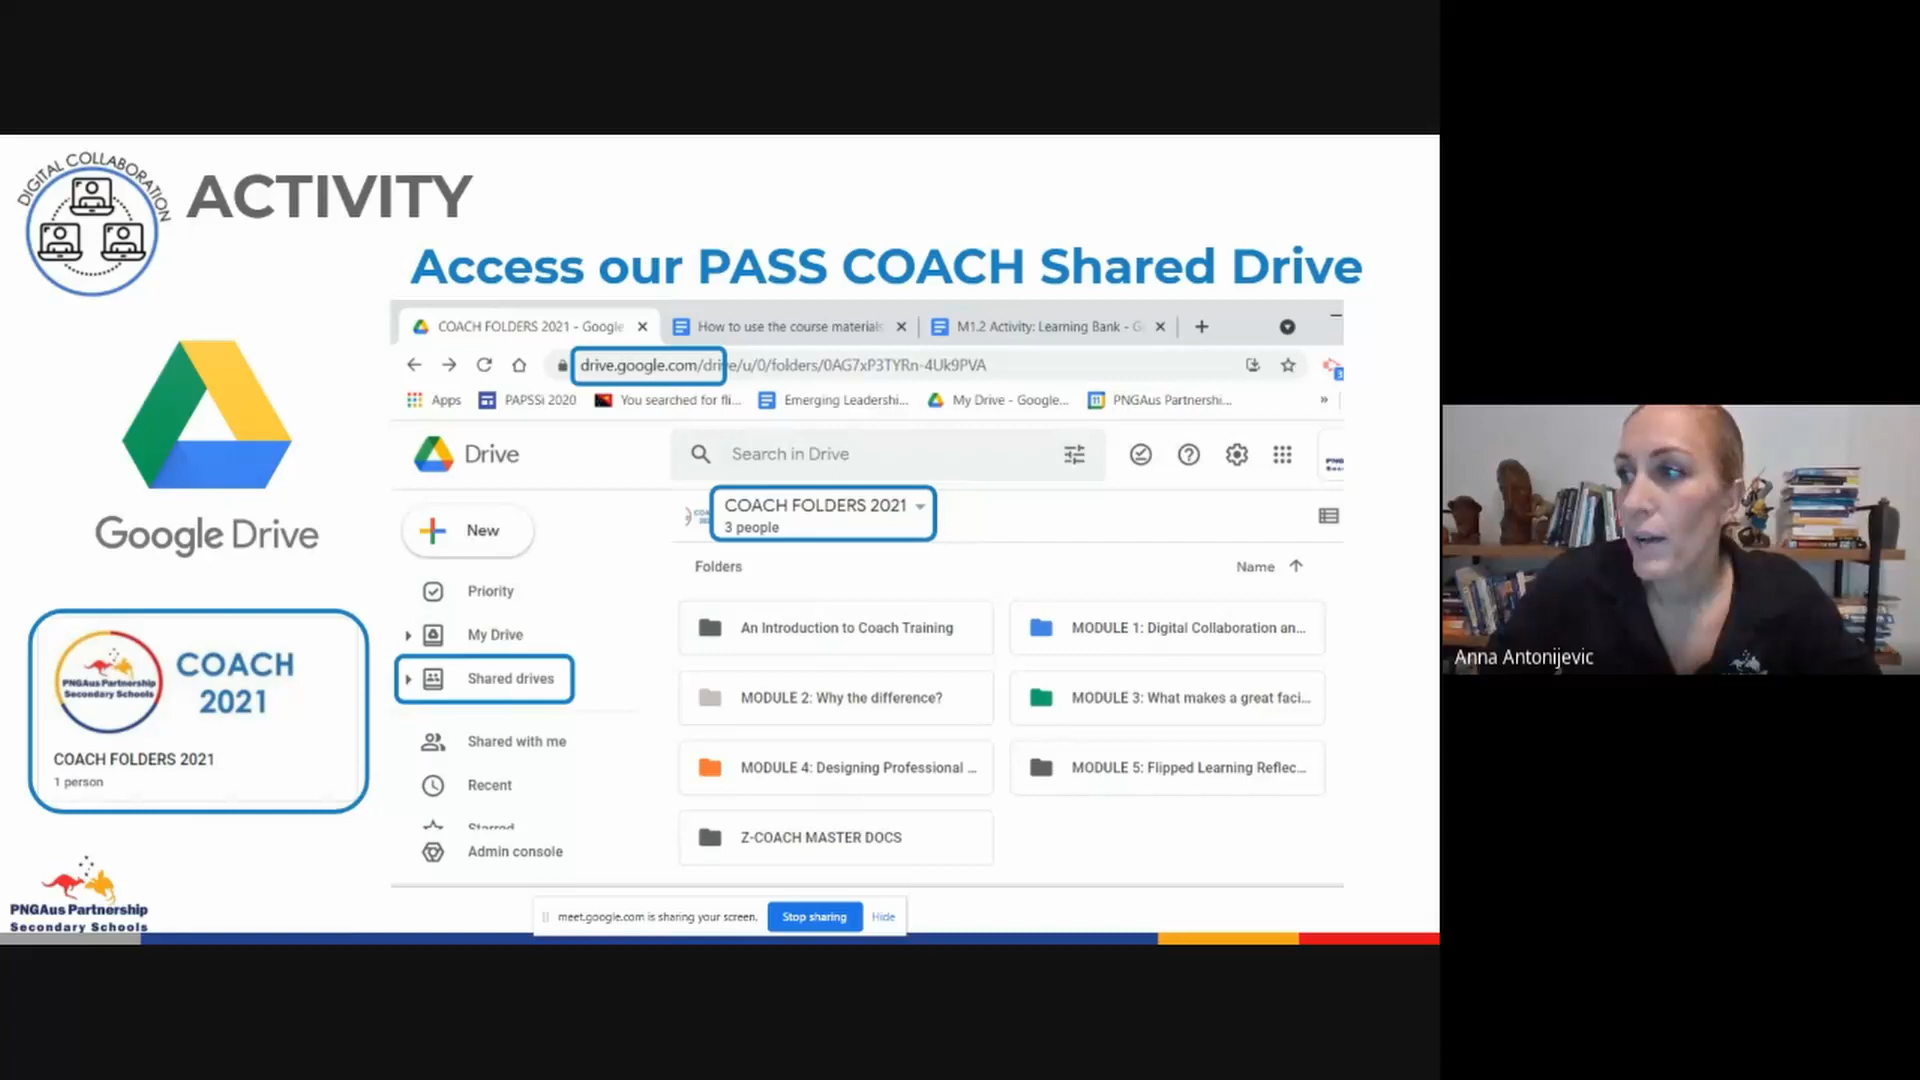 DIGITAL COLLABORATION
ACTIVITY
Access our PASS COACH Shared Drive
COACH FOLDERS 2021 - Google
How to use the course materials
M1.2 Activity: Learning Bank - G
drive.google.com/drive/u/0/folders/0AG7xP3TYRn-4Uk9PVA
Apps
PAPSSi 2020
You searched for fli...
Emerging Leadershi...
My Drive - Google...
PNGAus Partnershi...
»
Drive
Search in Drive
New
Priority
My Drive
Shared drives
Shared with me
Recent
Starred
Admin console
COACH FOLDERS 2021
3 people
Folders
Name
An Introduction to Coach Training
MODULE 1: Digital Collaboration an...
MODULE 2: Why the difference?
MODULE 3: What makes a great faci...
MODULE 4: Designing Professional ...
MODULE 5: Flipped Learning Reflec...
Z-COACH MASTER DOCS
Google Drive
PNGAus Partnership
Secondary Schools
COACH
2021
COACH FOLDERS 2021
1 person
PNGAus Partnership
Secondary Schools
meet.google.com is sharing your screen.
Stop sharing
Hide
Anna Antonijevic